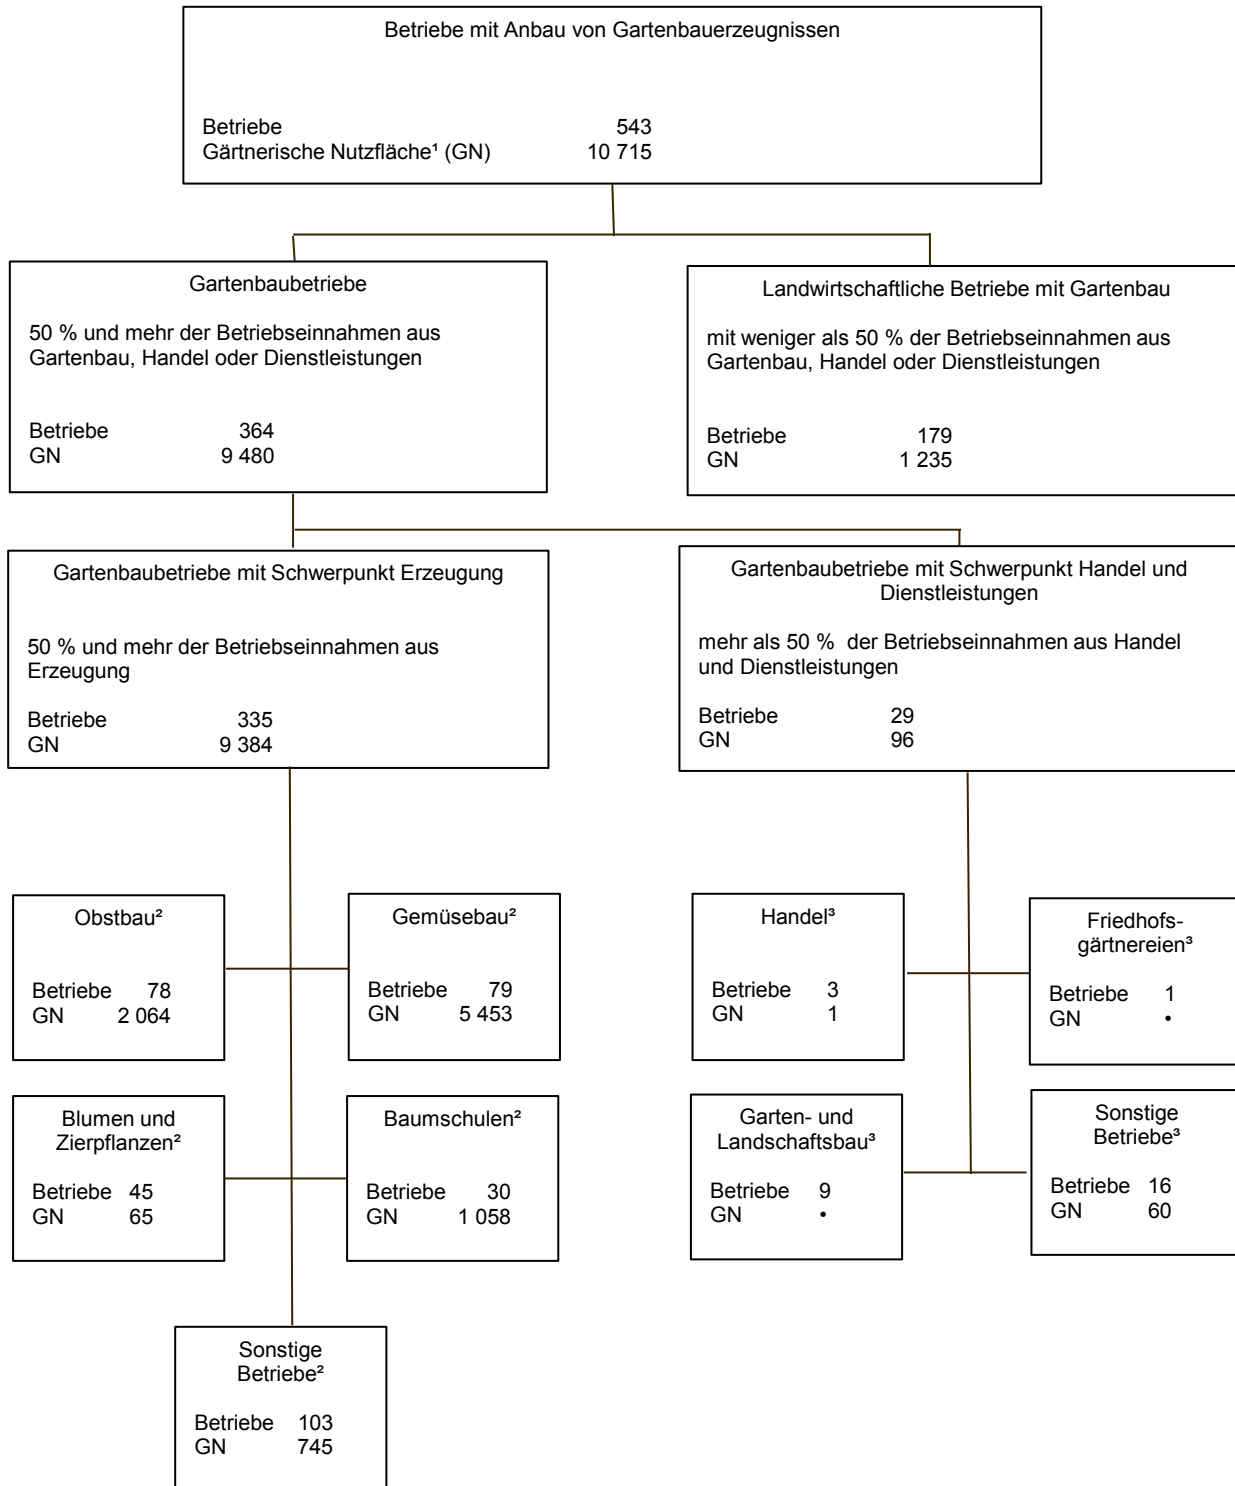 Betriebe mit Anbau von Gartenbauerzeugnissen
Betriebe 543
Gärtnerische Nutzfläche¹ (GN) 10 715
Gartenbaubetriebe
50 % und mehr der Betriebseinnahmen aus
Gartenbau, Handel oder Dienstleistungen
Betriebe 364
GN 9 480
Landwirtschaftliche Betriebe mit Gartenbau
mit weniger als 50 % der Betriebseinnahmen aus
Gartenbau, Handel oder Dienstleistungen
Betriebe 179
GN 1 235
Gartenbaubetriebe mit Schwerpunkt Erzeugung
50 % und mehr der Betriebseinnahmen aus
Erzeugung
Betriebe 335
GN 9 384
Gartenbaubetriebe mit Schwerpunkt Handel und
Dienstleistungen
mehr als 50 % der Betriebseinnahmen aus Handel
und Dienstleistungen
Betriebe 29
GN 96
Obstbau²
Betriebe 78
GN 2 064
Gemüsebau²
Betriebe 79
GN 5 453
Handel³
Betriebe 3
GN 1
Friedhofs-
gärtnereien³
Betriebe 1
GN •
Blumen und
Zierpflanzen²
Betriebe 45
GN 65
Baumschulen²
Betriebe 30
GN 1 058
Garten- und
Landschaftsbau³
Betriebe 9
GN •
Sonstige
Betriebe³
Betriebe 16
GN 60
Sonstige
Betriebe²
Betriebe 103
GN 745